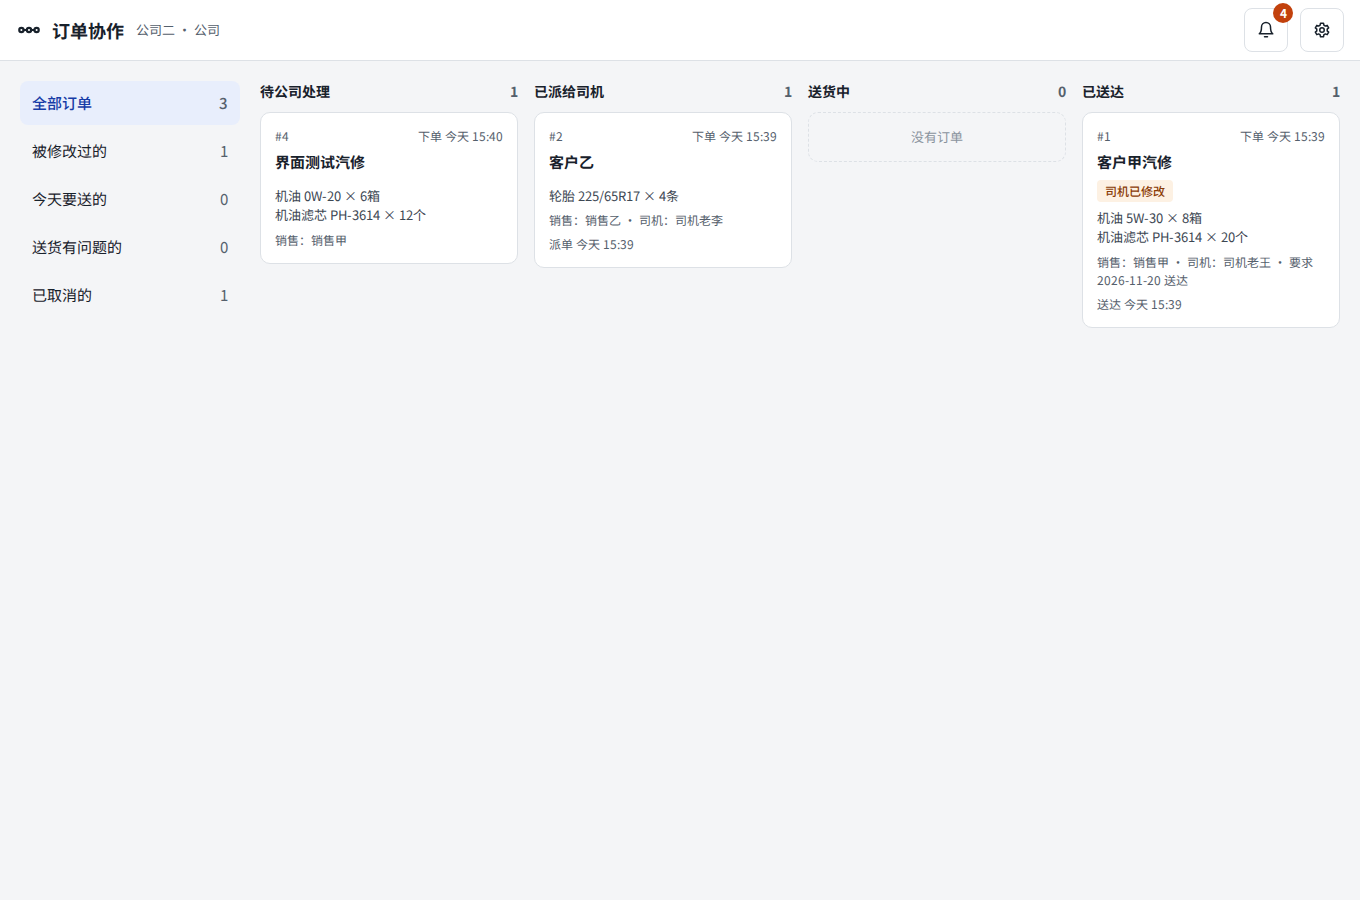 订单协作
公司二 · 公司
4
全部订单 3
被修改过的 1
今天要送的 0
送货有问题的 0
已取消的 1
待公司处理 1
#4 下单 今天 15:40
界面测试汽修
机油 0W-20 × 6箱
机油滤芯 PH-3614 × 12个
销售：销售甲
已派给司机 1
#2 下单 今天 15:39
客户乙
轮胎 225/65R17 × 4条
销售：销售乙 · 司机：司机老李
派单 今天 15:39
送货中 0
没有订单
已送达 1
#1 下单 今天 15:39
客户甲汽修
司机已修改
机油 5W-30 × 8箱
机油滤芯 PH-3614 × 20个
销售：销售甲 · 司机：司机老王 · 要求
2026-11-20 送达
送达 今天 15:39